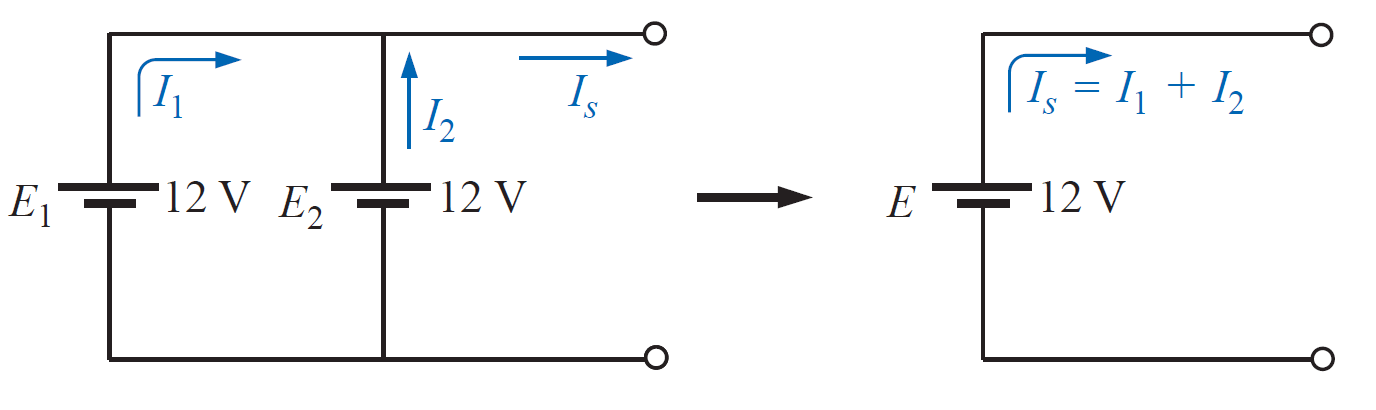 I1
I2
Is
E1 12 V
E2 12 V
Is = I1 + I2
E 12 V